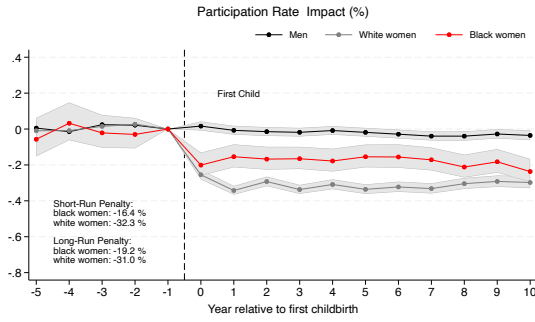 Participation Rate Impact (%)
Men White women Black women
.4
.2
0
-.2
-.4
-.6
-.8
First Child
Short-Run Penalty:
black women: -16.4 %
white women: -32.3 %
Long-Run Penalty:
black women: -19.2 %
white women: -31.0 %
-5 -4 -3 -2 -1 0 1 2 3 4 5 6 7 8 9 10
Year relative to first childbirth